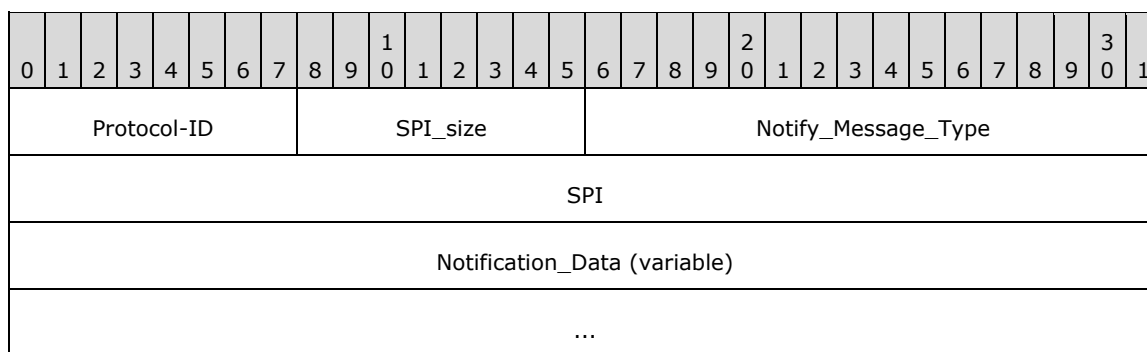 1 2 3
0 1 2 3 4 5 6 7 8 9 0 1 2 3 4 5 6 7 8 9 0 1 2 3 4 5 6 7 8 9 0 1
Protocol-ID SPI_size Notify_Message_Type
SPI
Notification_Data (variable)
...